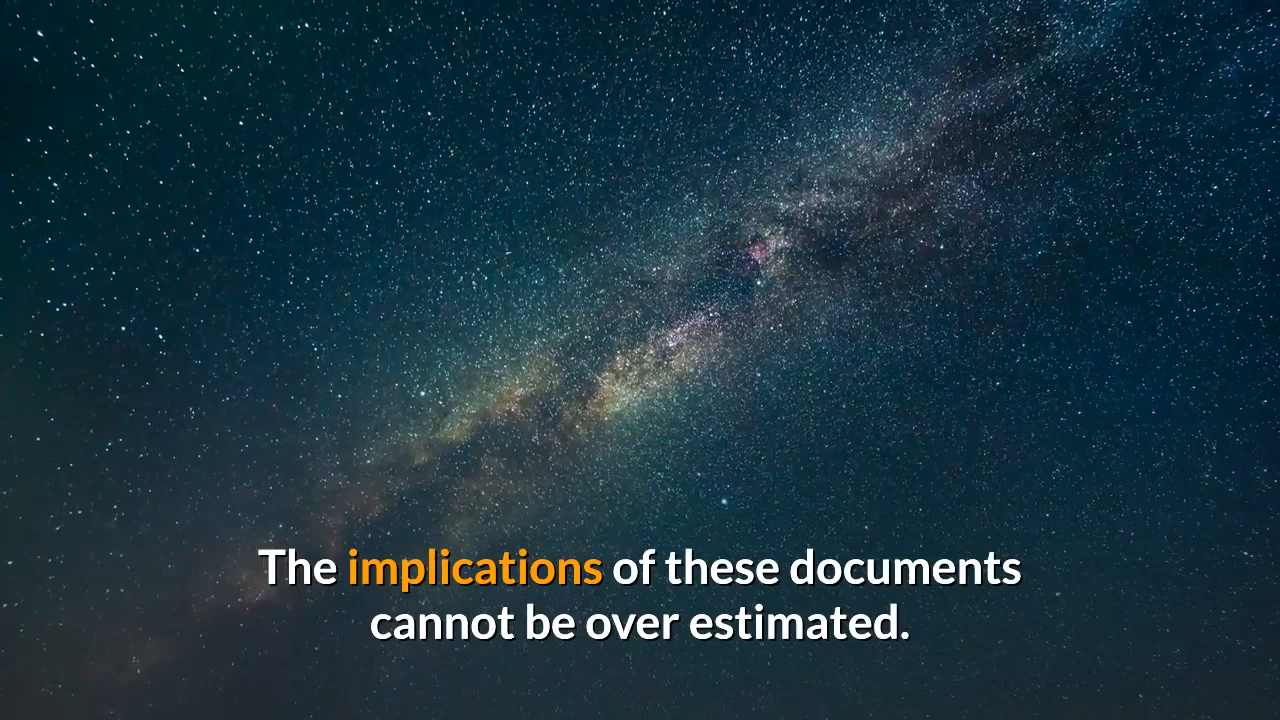 The implications of these documents
cannot be over estimated.